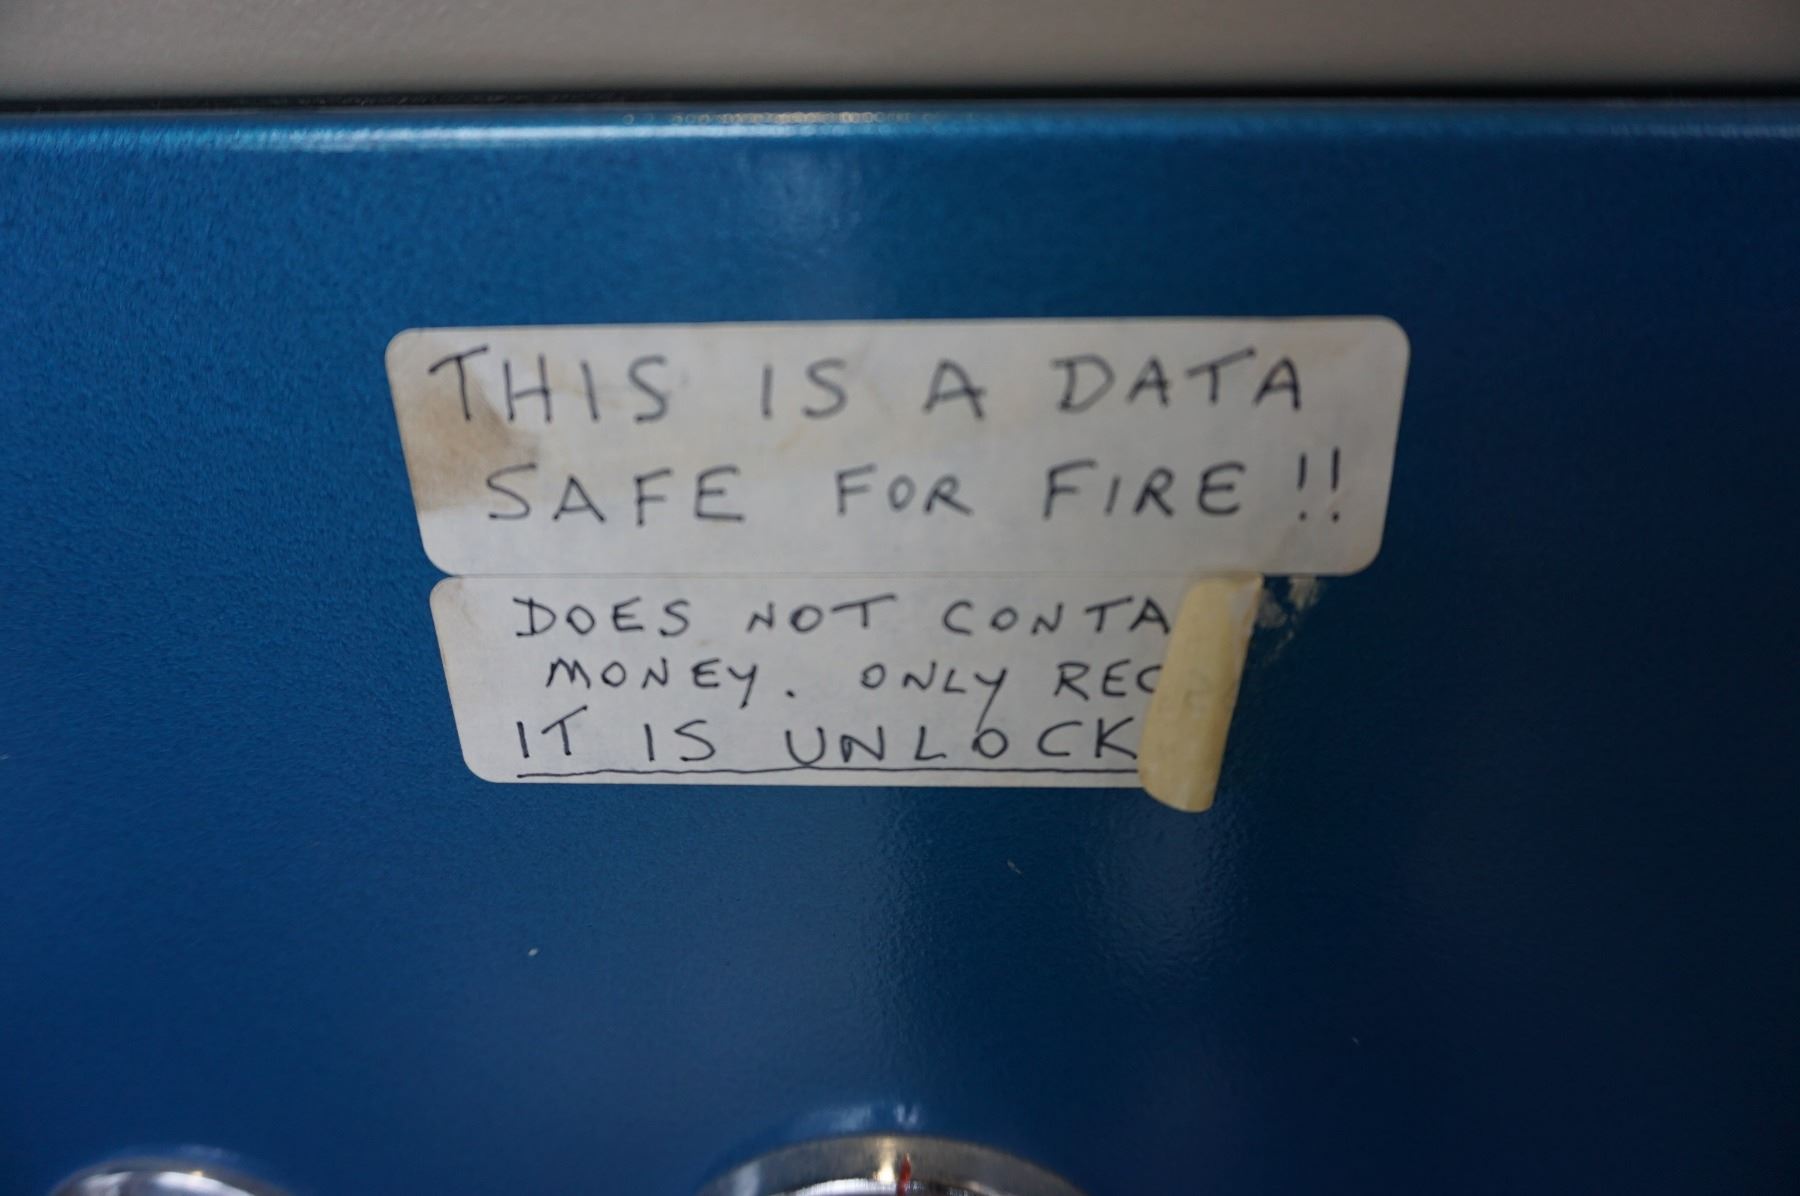 THIS IS A DATA
SAFE FOR FIRE!!
DOES NOT CONTA
MONEY. ONLY REC
IT IS UNLOCK